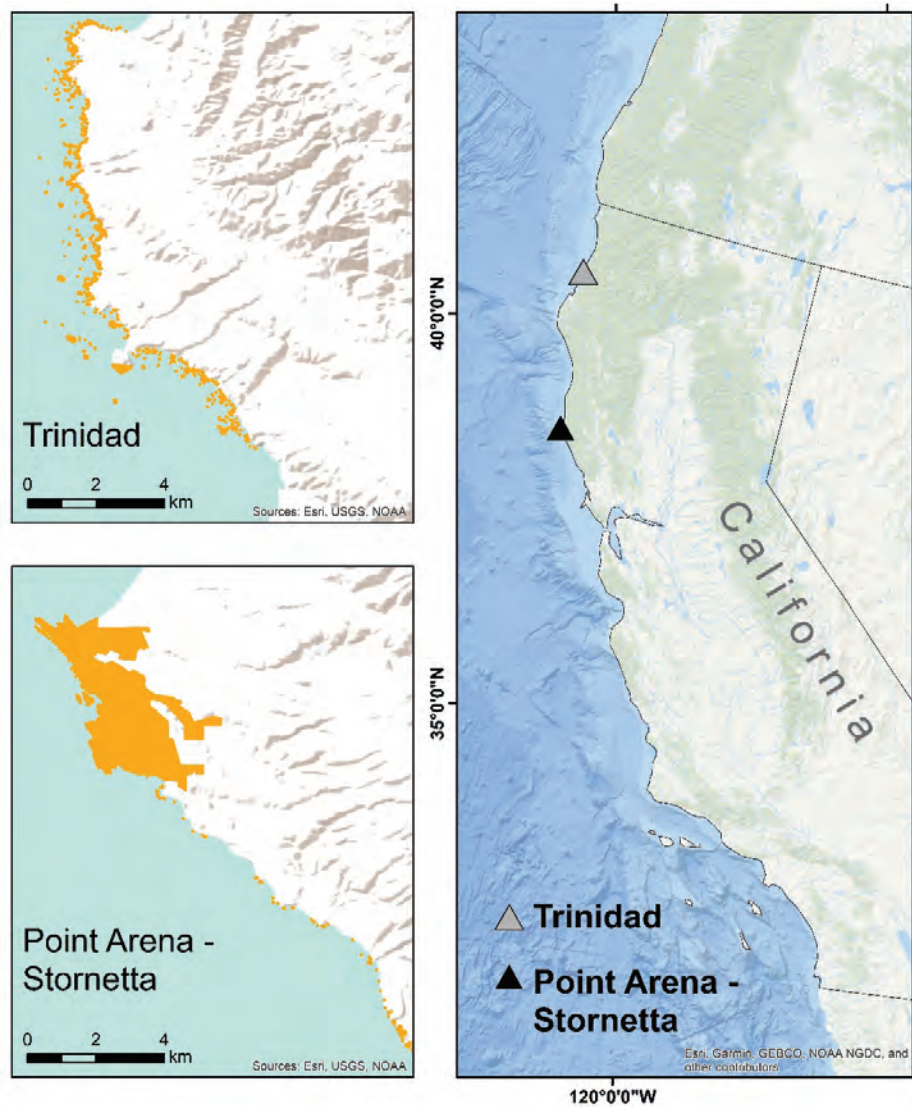 Trinidad
0 2 4
km
Sources: Esri, USGS, NOAA
Point Arena -
Stornetta
0 2 4
km
Sources: Esri, USGS, NOAA
40°0'0"N
35°0'0"N
California
Trinidad
Point Arena -
Stornetta
Esri, Garmin, GEBCO, NOAA NGDC, and
other contributors
120°0'0"W